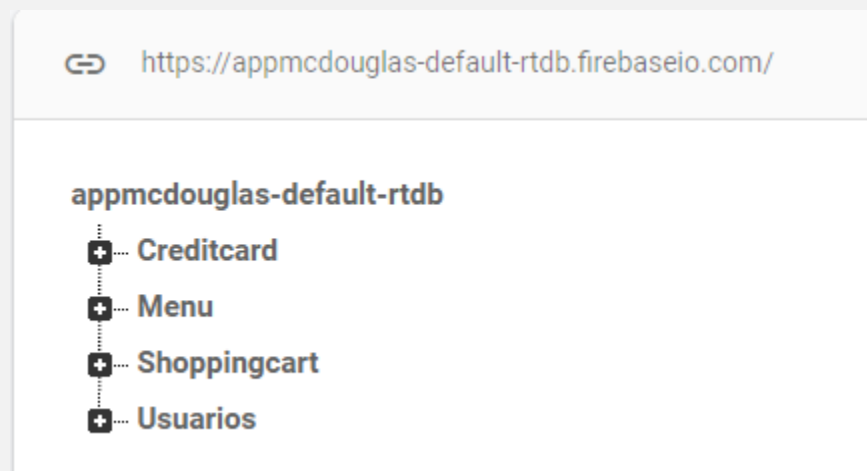 https://appmcdouglas-default-rtdb.firebaseio.com/
appmcdouglas-default-rtdb
Creditcard
Menu
Shoppingcart
Usuarios